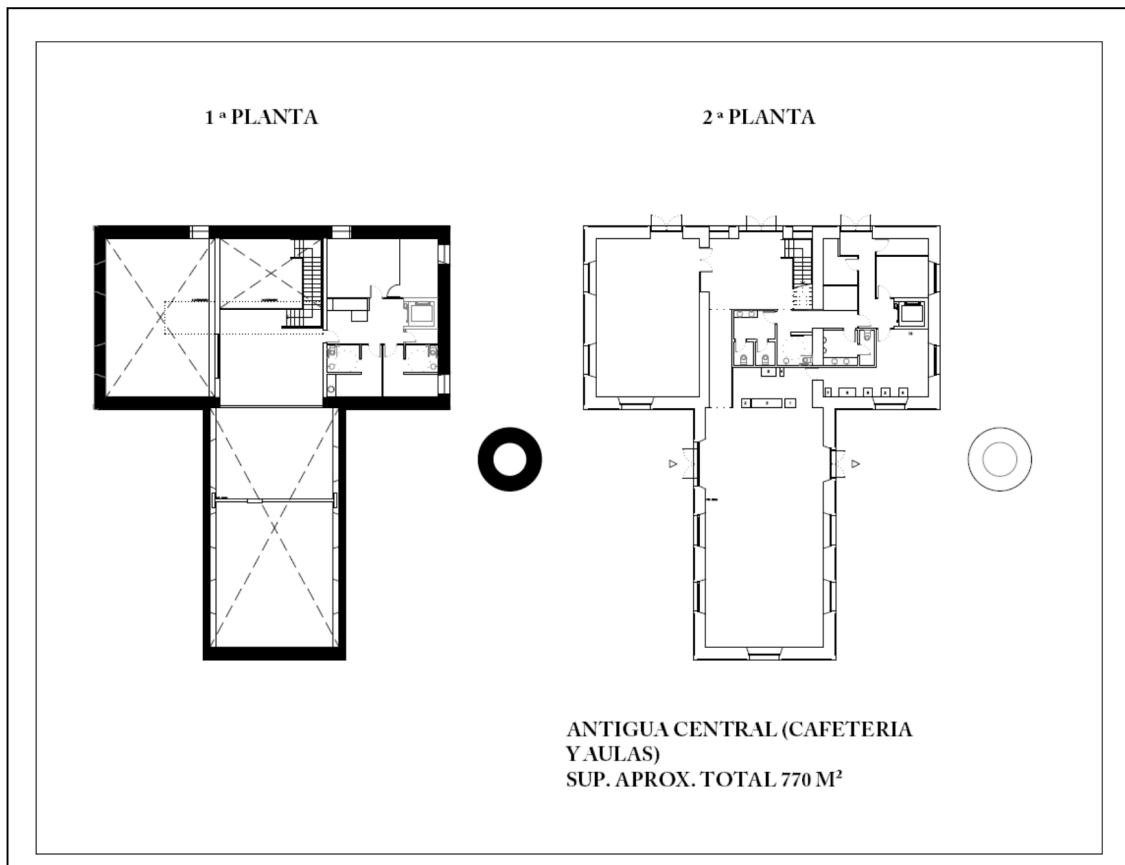 1 ª PLANTA
2 ª PLANTA
ANTIGUA CENTRAL (CAFETERIA
Y AULAS)
SUP. APROX. TOTAL 770 M²